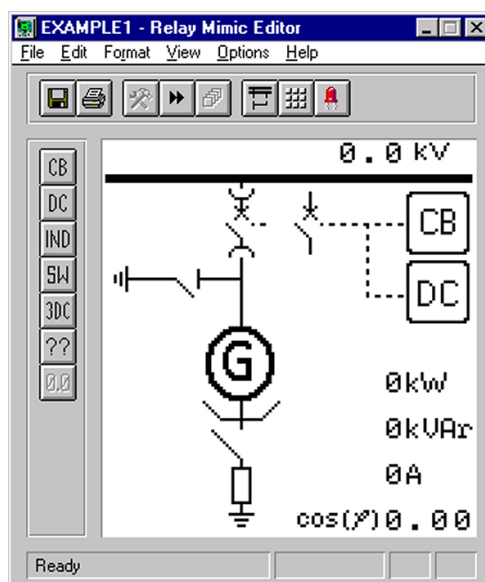 EXAMPLE1 - Relay Mimic Editor
File Edit Format View Options Help
0.0 kV
CB
DC
IND
SW
3DC
??
0.0
CB
DC
G
0kW
0kVAr
0A
cos(φ)0.00
Ready